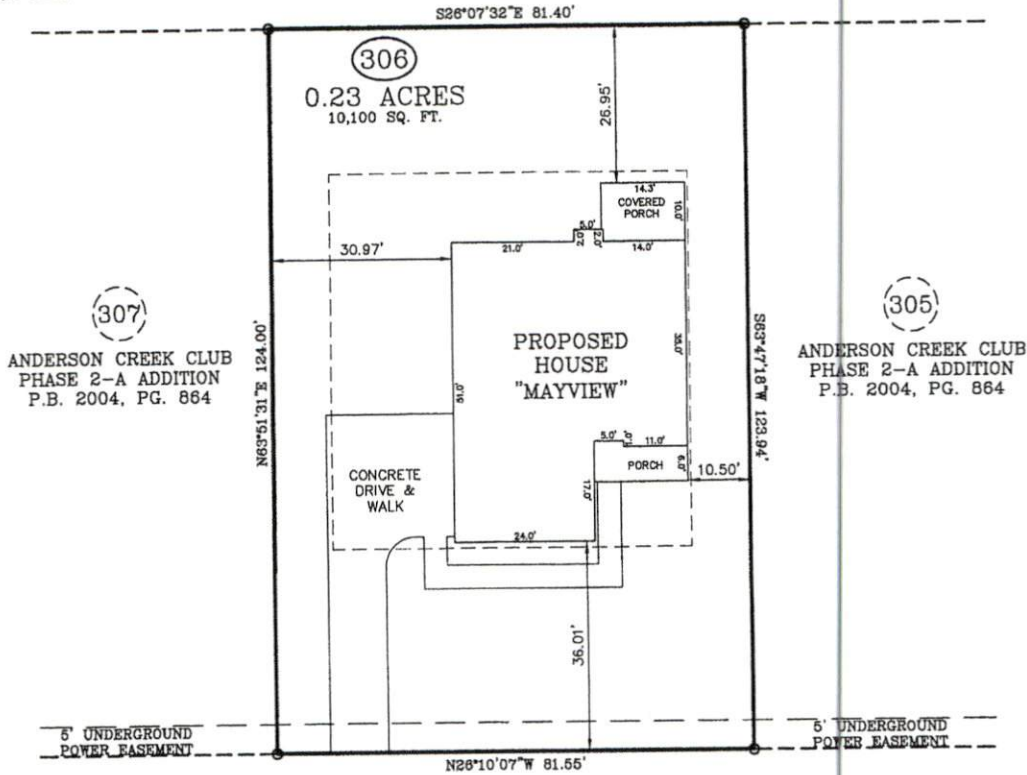 S26°07'32"E 81.40'
306
0.23 ACRES
10,100 SQ. FT.
26.95'
14.3'
COVERED
PORCH
10.0'
5.0'
2.0'
2.0'
21.0'
14.0'
30.97'
307
ANDERSON CREEK CLUB
PHASE 2-A ADDITION
P.B. 2004, PG. 864
N63°51'31"E 124.00'
51.0'
PROPOSED
HOUSE
"MAYVIEW"
35.0'
S63°47'18"W 123.94'
305
ANDERSON CREEK CLUB
PHASE 2-A ADDITION
P.B. 2004, PG. 864
5.0'
1.0'
11.0'
PORCH
6.0'
10.50'
CONCRETE
DRIVE &
WALK
17.0'
24.0'
36.01'
5' UNDERGROUND
POWER EASEMENT
5' UNDERGROUND
POWER EASEMENT
N26°10'07"W 81.55'